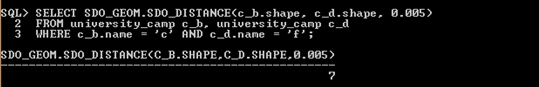 SQL> SELECT SDO_GEOM.SDO_DISTANCE(c_b.shape, c_d.shape, 0.005)
2 FROM university_camp c_b, university_camp c_d
3 WHERE c_b.name = 'c' AND c_d.name = 'f';
SDO_GEOM.SDO_DISTANCE(C_B.SHAPE,C_D.SHAPE,0.005)
------------------------------------------------
7